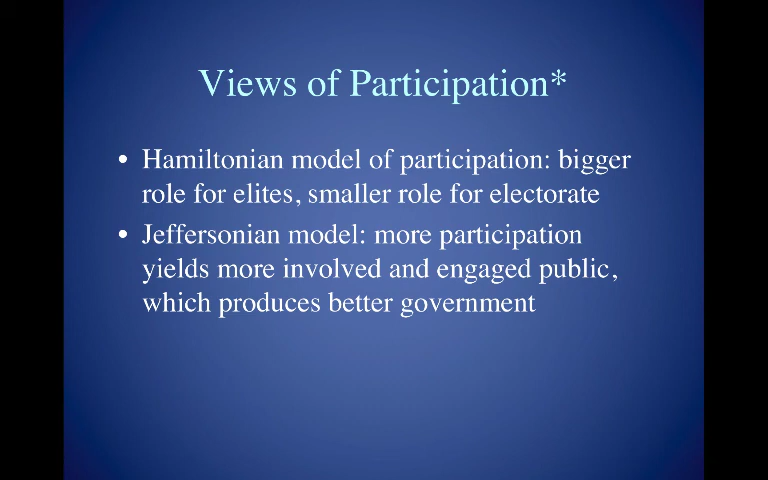 Views of Participation*
• Hamiltonian model of participation: bigger
role for elites, smaller role for electorate
• Jeffersonian model: more participation
yields more involved and engaged public,
which produces better government